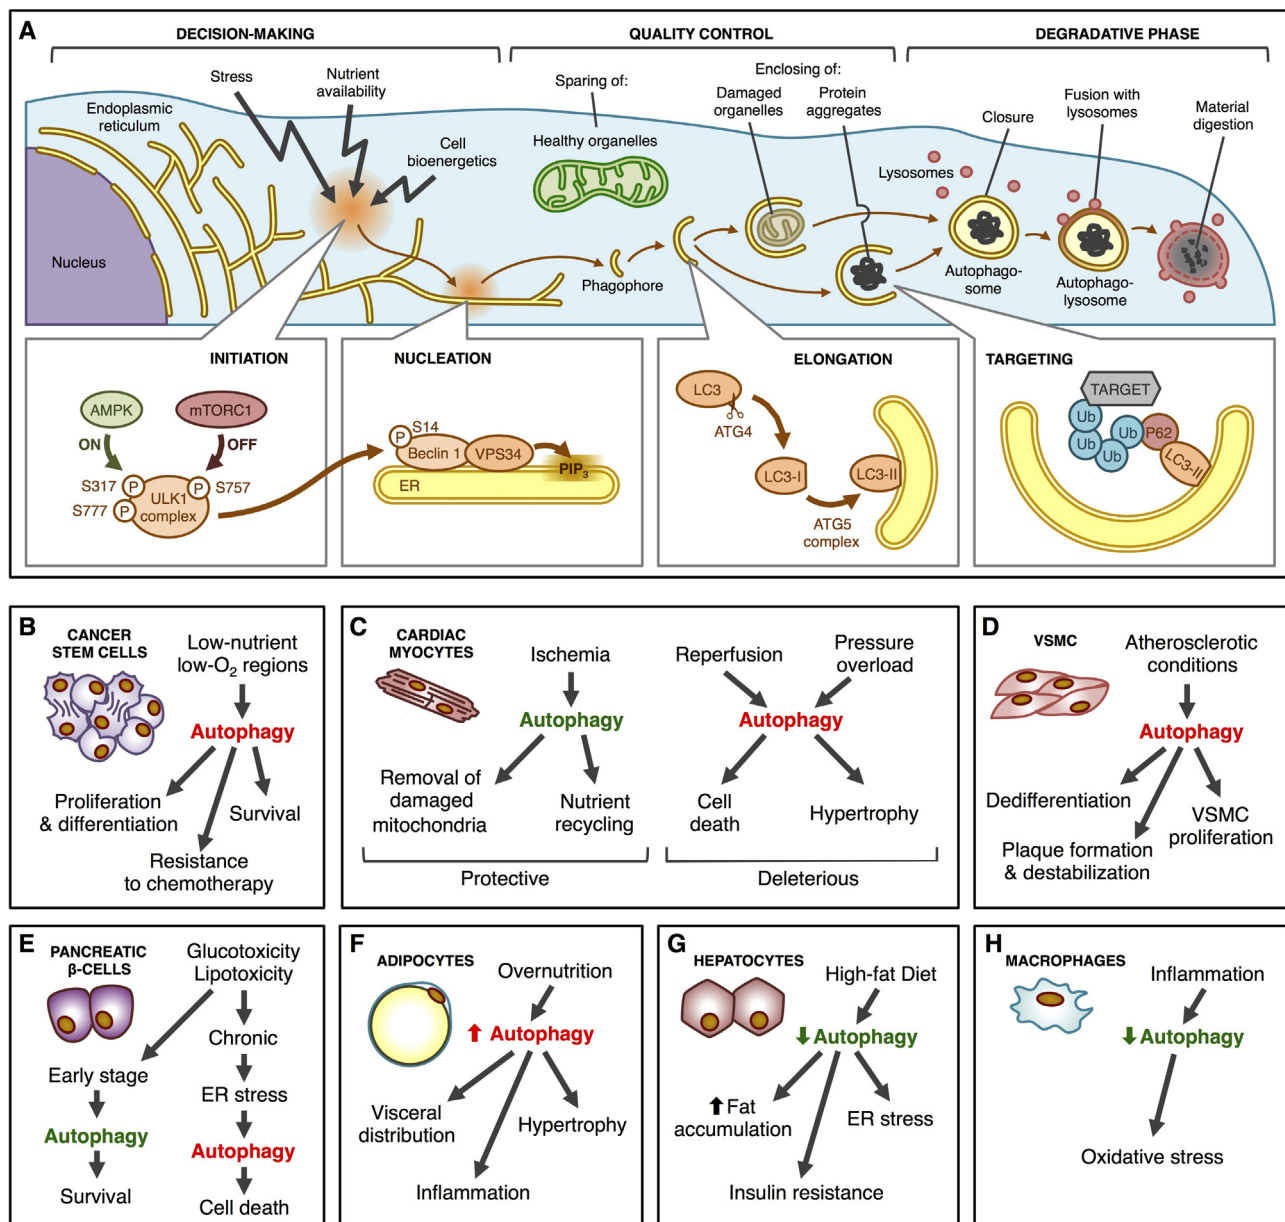 A
DECISION-MAKING
QUALITY CONTROL
DEGRADATIVE PHASE
Stress
Nutrient
availability
Cell
bioenergetics
Endoplasmic
reticulum
Nucleus
Sparing of:
Healthy organelles
Enclosing of:
Damaged
organelles
Protein
aggregates
Phagophore
Lysosomes
Closure
Fusion with
lysosomes
Material
digestion
Autophago-
some
Autophago-
lysosome
INITIATION
AMPK
mTORC1
ON
OFF
S317
P
P
S757
S777
P
ULK1
complex
NUCLEATION
P
S14
Beclin 1
VPS34
PIP3
ER
ELONGATION
LC3
ATG4
LC3-I
LC3-II
ATG5
complex
TARGETING
TARGET
Ub
Ub
Ub
Ub
P62
LC3-II
B
CANCER
STEM CELLS
Low-nutrient
low-O2 regions
Autophagy
Proliferation
& differentiation
Survival
Resistance
to chemotherapy
C
CARDIAC
MYOCYTES
Ischemia
Autophagy
Removal of
damaged
mitochondria
Nutrient
recycling
Protective
Reperfusion
Pressure
overload
Autophagy
Cell
death
Hypertrophy
Deleterious
D
VSMC
Atherosclerotic
conditions
Autophagy
Dedifferentiation
VSMC
proliferation
Plaque formation
& destabilization
E
PANCREATIC
β-CELLS
Glucotoxicity
Lipotoxicity
Chronic
Early stage
ER stress
Autophagy
Autophagy
Survival
Cell death
F
ADIPOCYTES
Overnutrition
Autophagy
Visceral
distribution
Hypertrophy
Inflammation
G
HEPATOCYTES
High-fat Diet
Autophagy
Fat
accumulation
ER stress
Insulin resistance
H
MACROPHAGES
Inflammation
Autophagy
Oxidative stress